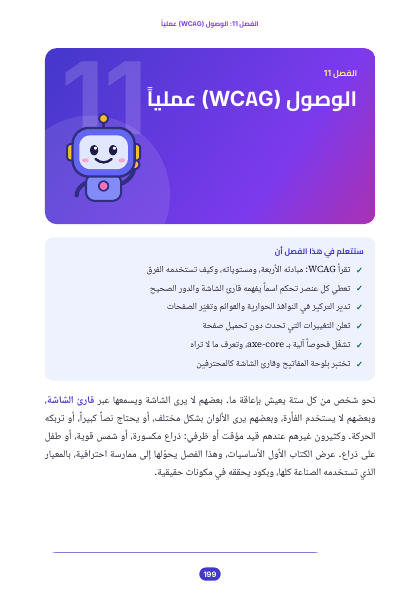 الفصل 11: الوصول (WCAG) عملياً
11
الفصل 11
الوصول (WCAG) عملياً
ستتعلم في هذا الفصل أن
✓ تقرأ WCAG: مبادئه الأربعة، ومستوياته، وكيف تستخدمه الفرق
✓ تعطي كل عنصر تحكم اسماً يفهمه قارئ الشاشة والدور الصحيح
✓ تدير التركيز في النوافذ الحوارية والقوائم وتغيّر الصفحات
✓ تعلن التغييرات التي تحدث دون تحميل صفحة
✓ تشغّل فحوصاً آلية بـ axe-core، وتعرف ما لا تراه
✓ تختبر بلوحة المفاتيح وقارئ الشاشة كالمحترفين
نحو شخص من كل ستة يعيش بإعاقة ما. بعضهم لا يرى الشاشة ويسمعها عبر قارئ الشاشة،
وبعضهم لا يستخدم الفأرة، وبعضهم يرى الألوان بشكل مختلف، أو يحتاج نصاً كبيراً، أو تربكه
الحركة. وكثيرون غيرهم عندهم قيد مؤقت أو ظرفي: ذراع مكسورة، أو شمس قوية، أو طفل
على ذراع. عرض الكتاب الأول الأساسيات، وهذا الفصل يحوّلها إلى ممارسة احترافية، بالمعيار
الذي تستخدمه الصناعة كلها، وبكود يحققه في مكونات حقيقية.
199